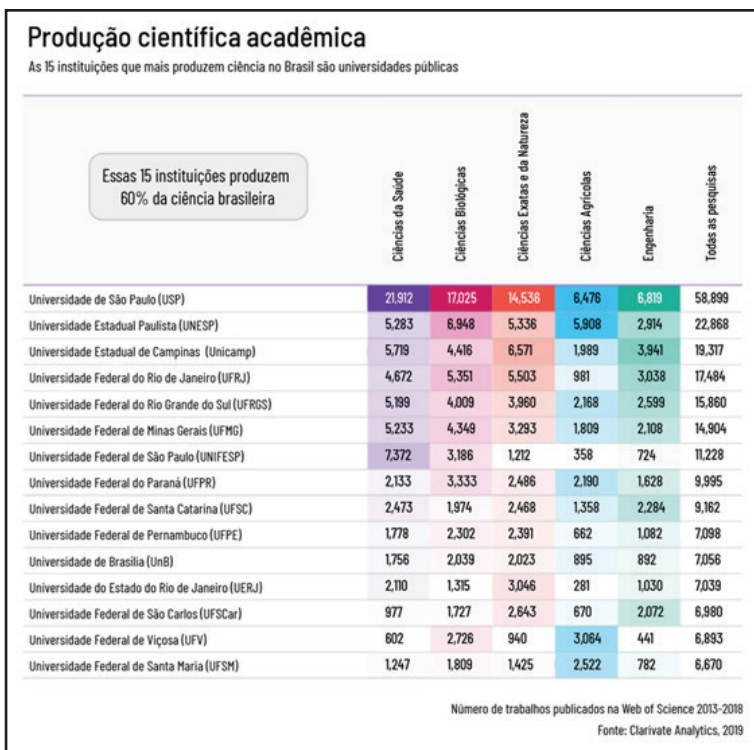 Produção científica acadêmica
As 15 instituições que mais produzem ciência no Brasil são universidades públicas
Essas 15 instituições produzem
60% da ciência brasileira
Ciências da Saúde
Ciências Biológicas
Ciências Exatas e da Natureza
Ciências Agrícolas
Engenharia
Todas as pesquisas
Universidade de São Paulo (USP) 21,912 17,025 14,536 6,476 6,819 58,899
Universidade Estadual Paulista (UNESP) 5,283 6,948 5,336 5,908 2,914 22,868
Universidade Estadual de Campinas (Unicamp) 5,719 4,416 6,571 1,989 3,941 19,317
Universidade Federal do Rio de Janeiro (UFRJ) 4,672 5,351 5,503 981 3,038 17,484
Universidade Federal do Rio Grande do Sul (UFRGS) 5,199 4,009 3,960 2,168 2,599 15,860
Universidade Federal de Minas Gerais (UFMG) 5,233 4,349 3,293 1,809 2,108 14,904
Universidade Federal de São Paulo (UNIFESP) 7,372 3,186 1,212 358 724 11,228
Universidade Federal do Paraná (UFPR) 2,133 3,333 2,486 2,190 1,628 9,995
Universidade Federal de Santa Catarina (UFSC) 2,473 1,974 2,468 1,358 2,284 9,162
Universidade Federal de Pernambuco (UFPE) 1,778 2,302 2,391 662 1,082 7,098
Universidade de Brasília (UnB) 1,756 2,039 2,023 895 892 7,056
Universidade do Estado do Rio de Janeiro (UERJ) 2,110 1,315 3,046 281 1,030 7,039
Universidade Federal de São Carlos (UFSCar) 977 1,727 2,643 670 2,072 6,980
Universidade Federal de Viçosa (UFV) 602 2,726 940 3,064 441 6,893
Universidade Federal de Santa Maria (UFSM) 1,247 1,809 1,425 2,522 782 6,670
Número de trabalhos publicados na Web of Science 2013-2018
Fonte: Clarivate Analytics, 2019